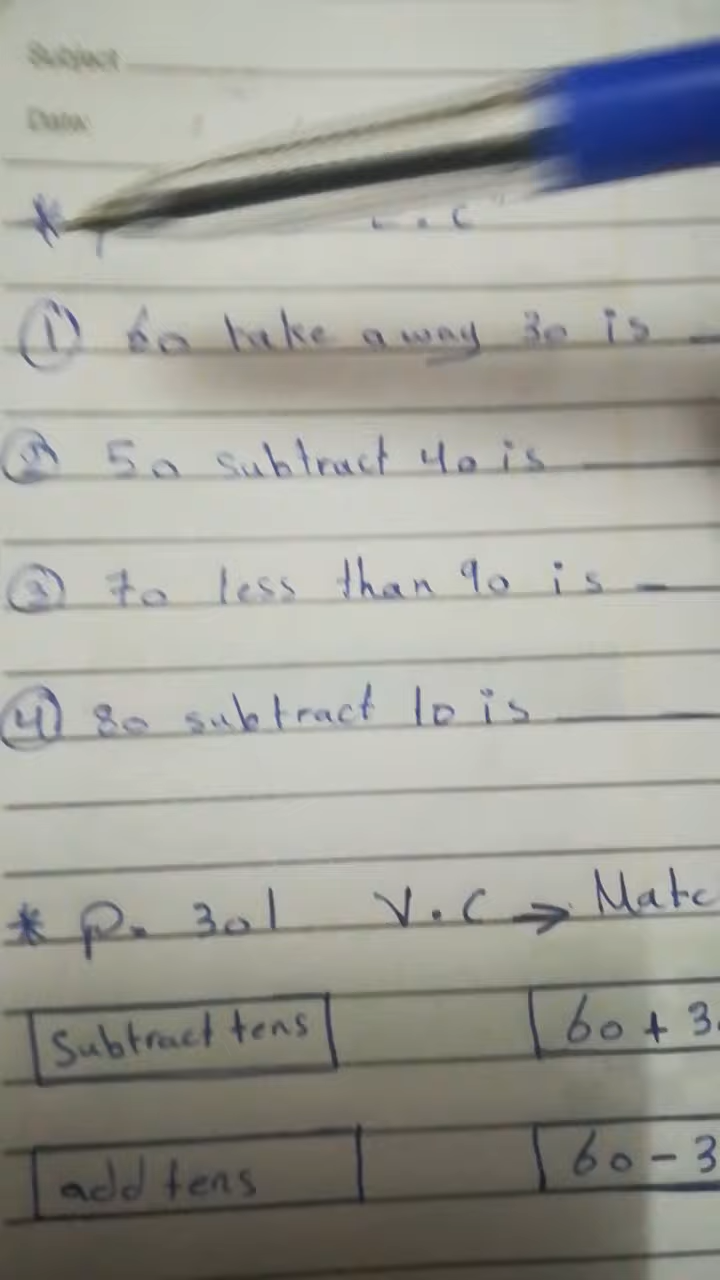 Subject
Date
*
① 60 take away 30 is
② 50 subtract 40 is
③ 70 less than 90 is
④ 80 subtract 10 is
* p. 301 V.C → Matc
Subtract tens 60 + 3
add tens 60 - 3